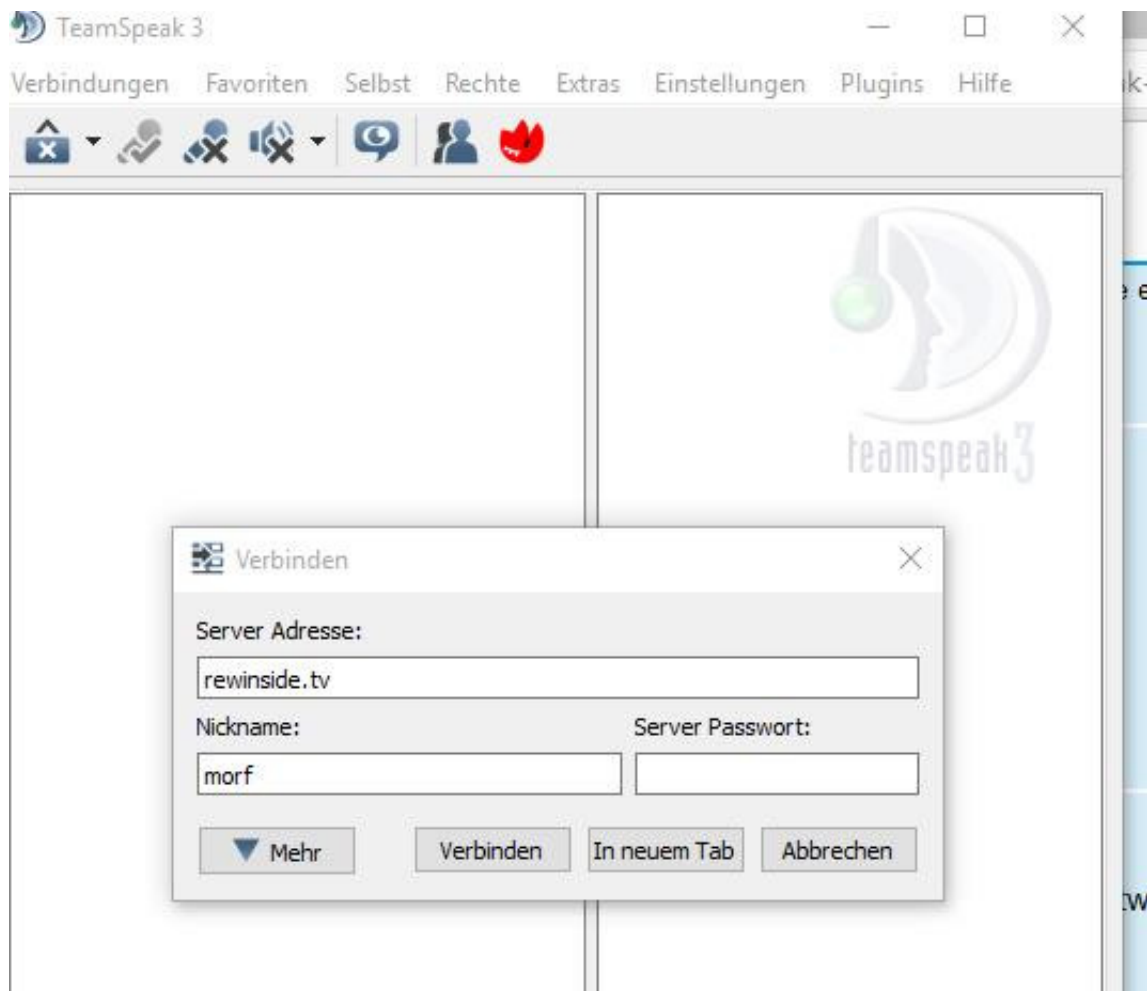 TeamSpeak 3
Verbindungen Favoriten Selbst Rechte Extras Einstellungen Plugins Hilfe
teamspeak 3
Verbinden
Server Adresse:
rewinside.tv
Nickname: Server Passwort:
morf
Mehr Verbinden In neuem Tab Abbrechen